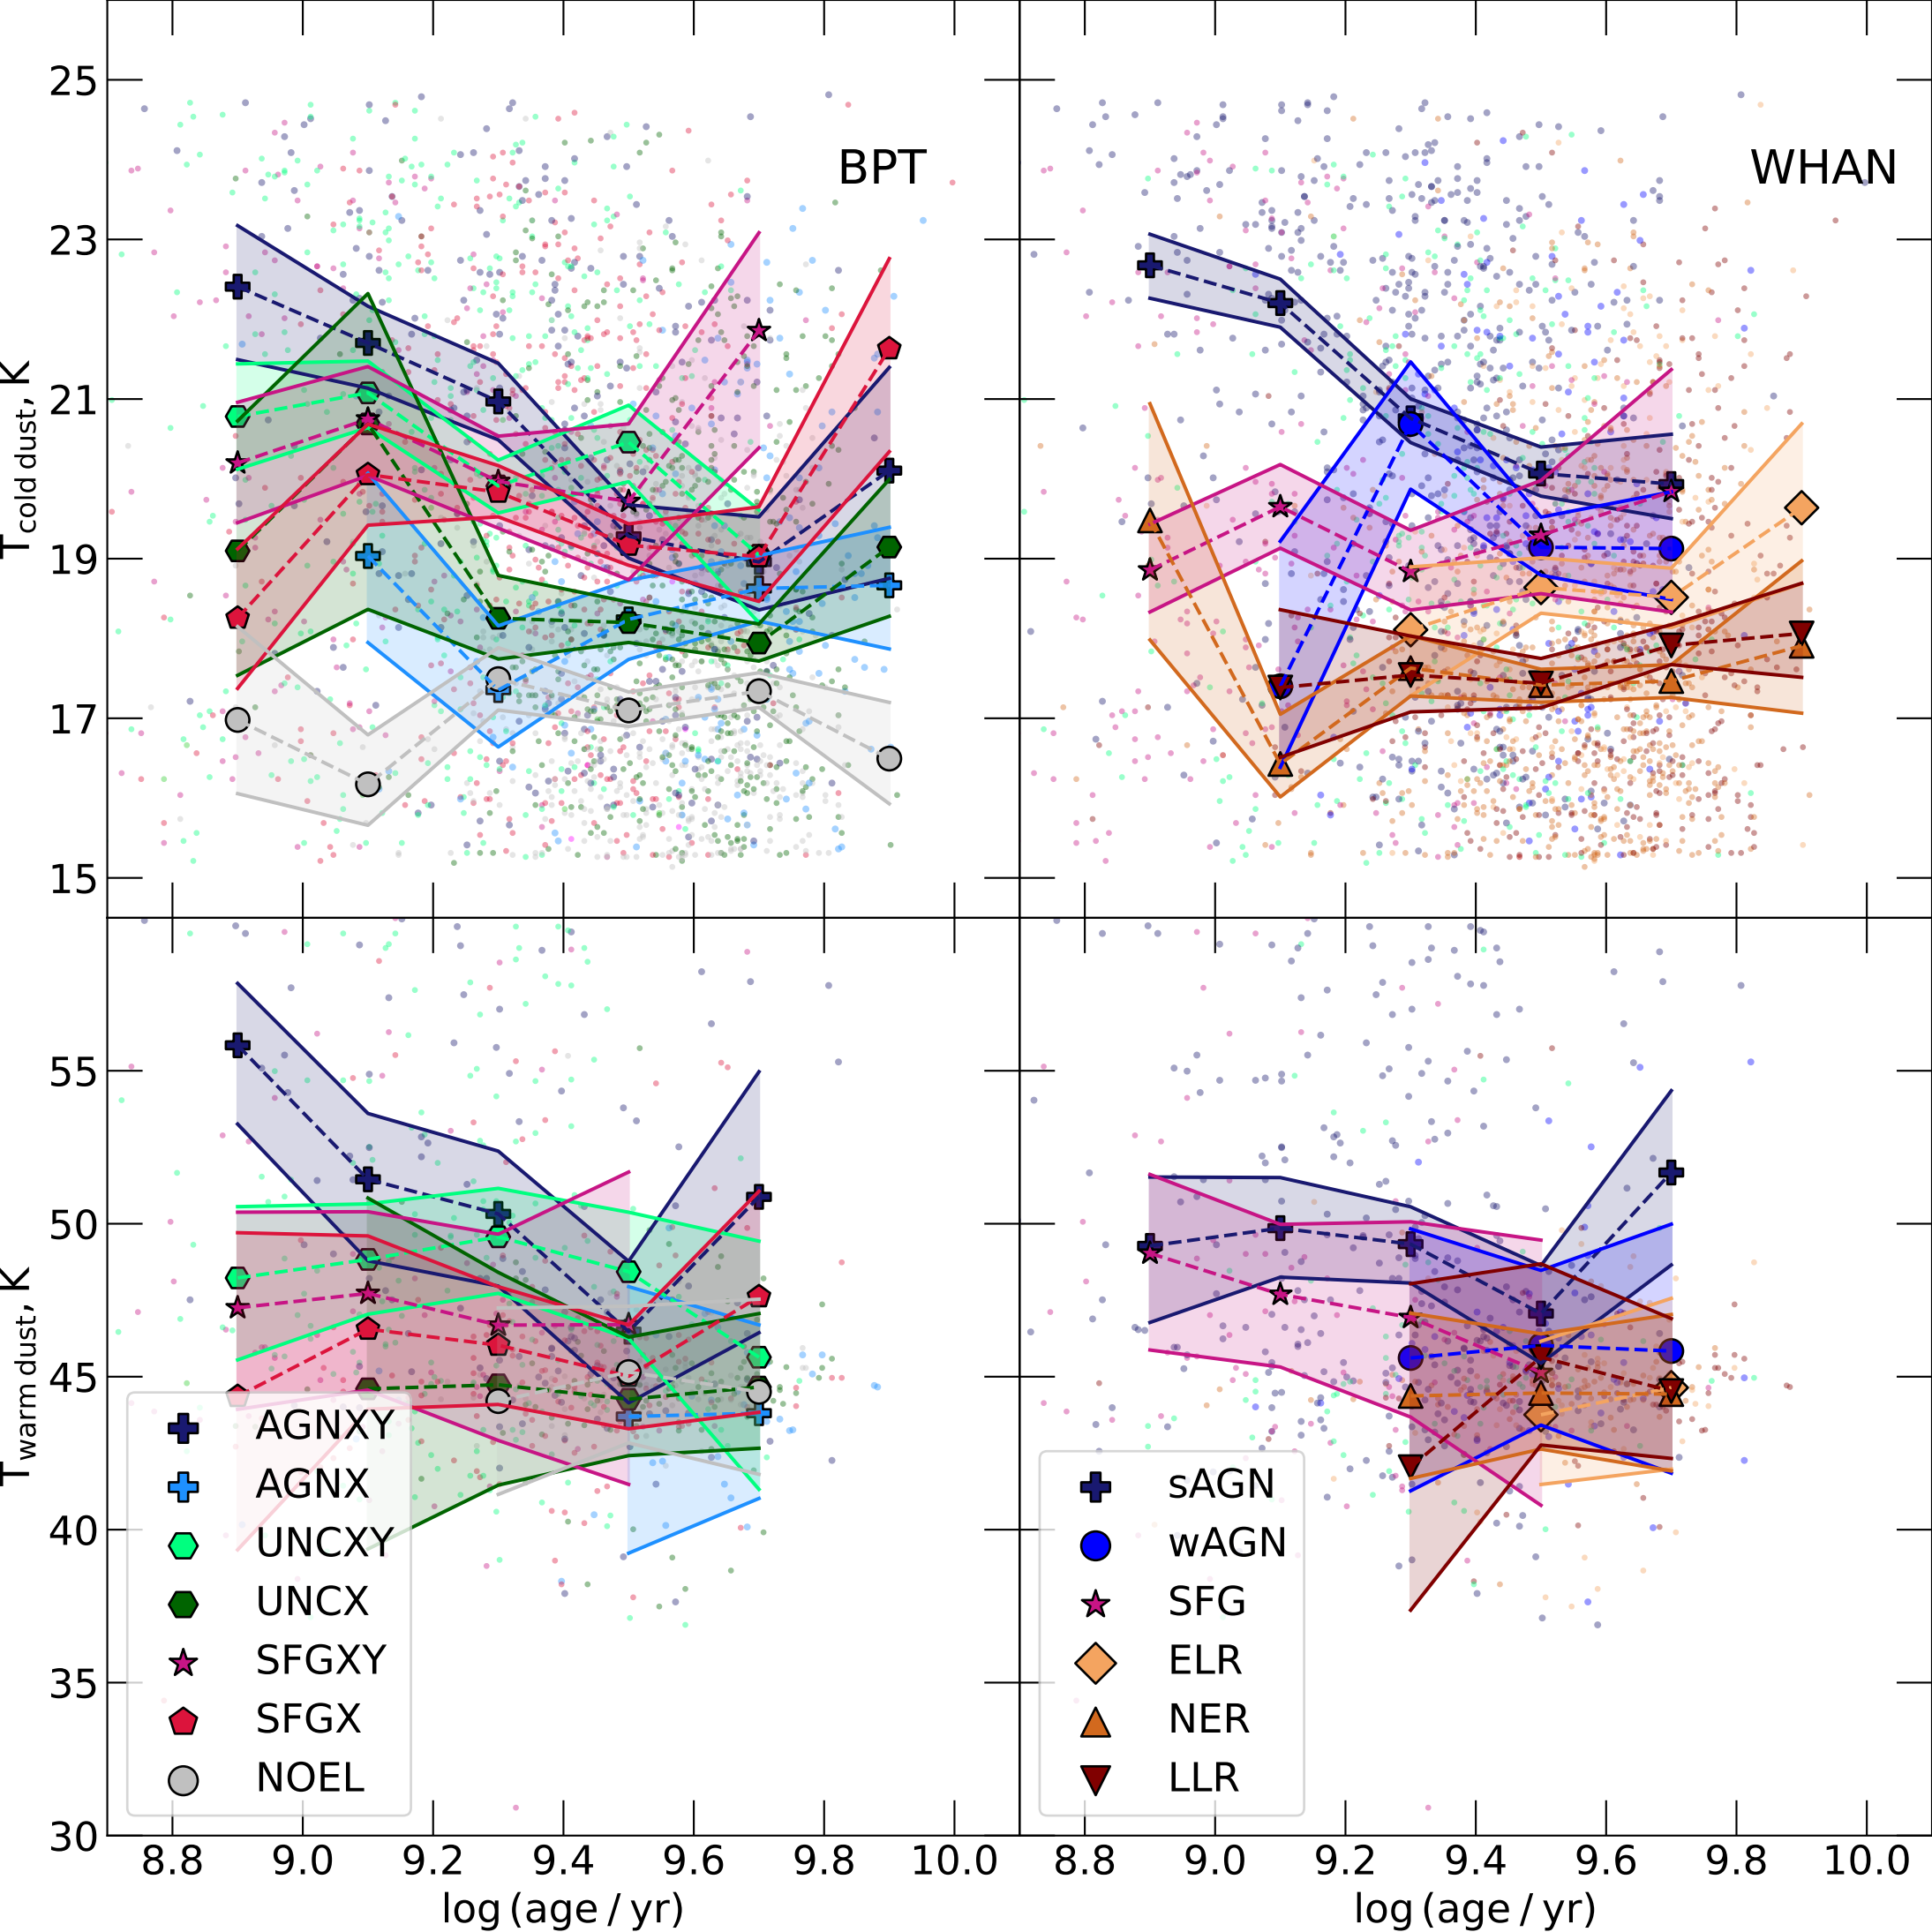 25
23
21
19
17
15
T cold dust, K
BPT
WHAN
55
50
45
40
35
30
T warm dust, K
AGNXY
AGNX
UNCXY
UNCX
SFGXY
SFGX
NOEL
sAGN
wAGN
SFG
ELR
NER
LLR
8.8 9.0 9.2 9.4 9.6 9.8 10.0
8.8 9.0 9.2 9.4 9.6 9.8 10.0
log (age / yr)
log (age / yr)